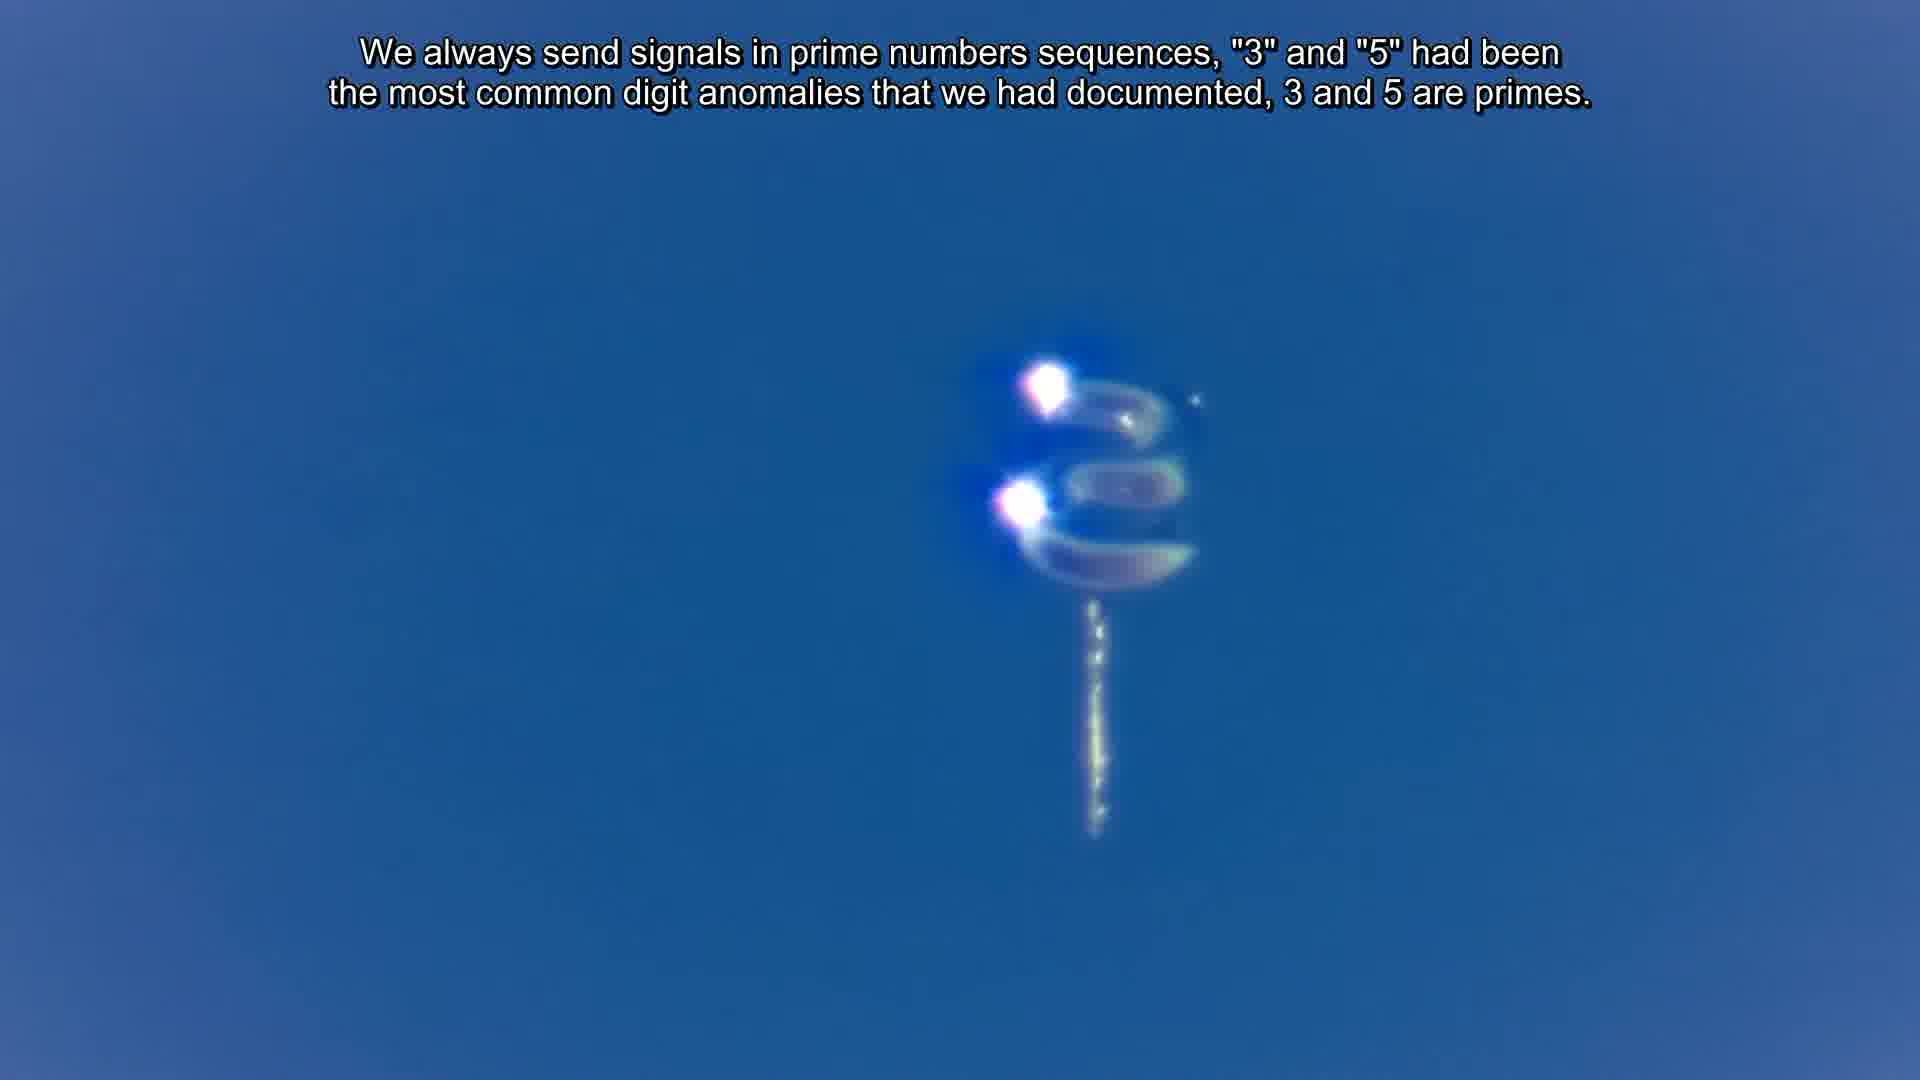 We always send signals in prime numbers sequences, "3" and "5" had been
the most common digit anomalies that we had documented, 3 and 5 are primes.